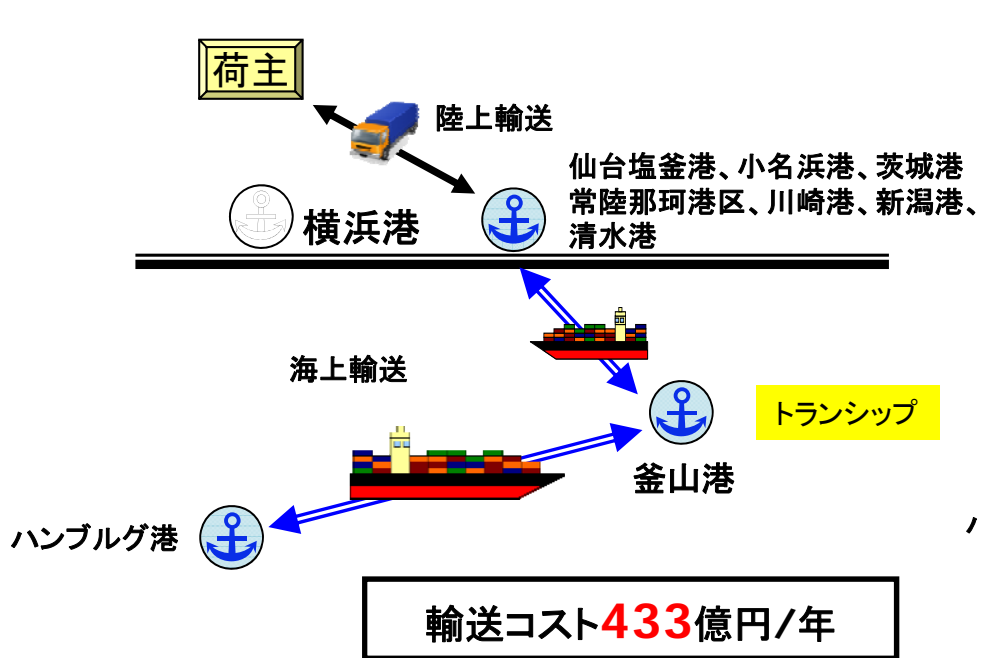 荷主
陸上輸送
仙台塩釜港、小名浜港、茨城港
常陸那珂港区、川崎港、新潟港、
清水港
横浜港
海上輸送
トランシップ
釜山港
ハンブルグ港
輸送コスト433億円/年